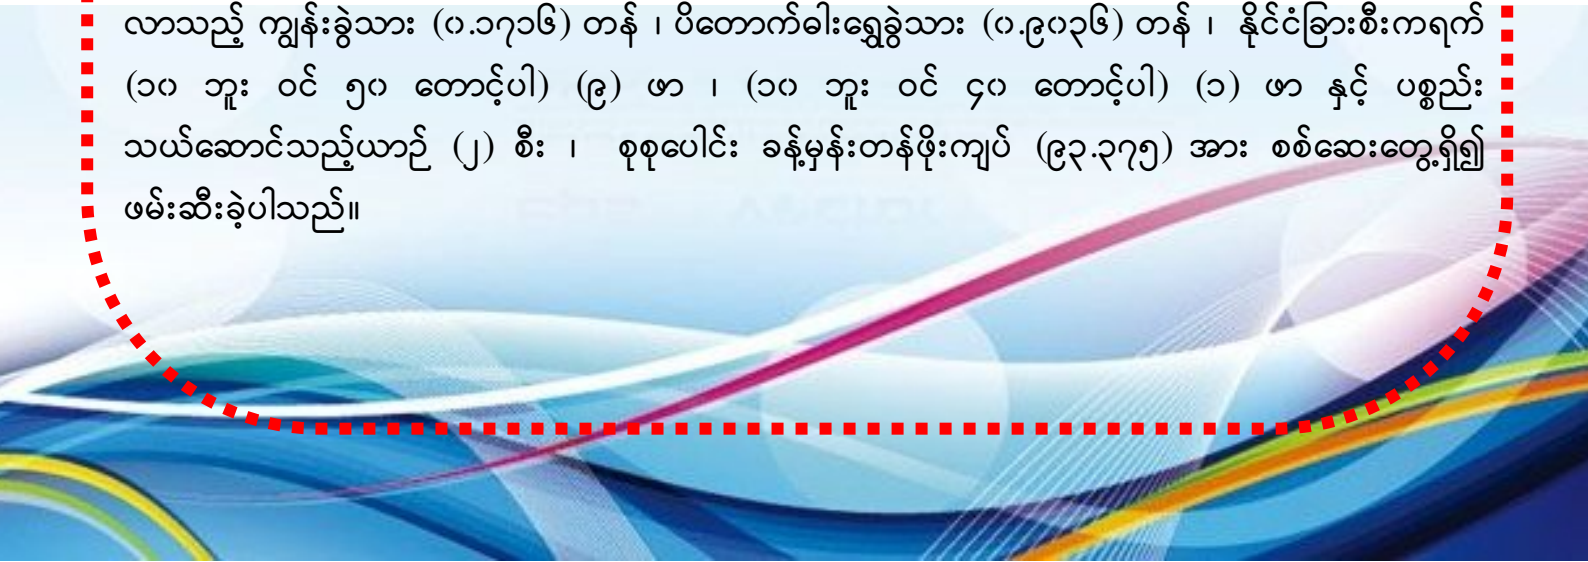 လာသည့် ကျွန်းခွဲသား (၀.၁၇၁၆) တန် ၊ ပိတောက်ဓါးရွှေခွဲသား (၀.၉၀၃၆) တန် ၊ နိုင်ငံခြားစီးကရက်
(၁၀ ဘူး ဝင် ၅၀ တောင့်ပါ) (၉) ဖာ ၊ (၁၀ ဘူး ဝင် ၄၀ တောင့်ပါ) (၁) ဖာ နှင့် ပစ္စည်း
သယ်ဆောင်သည့်ယာဉ် (၂) စီး ၊ စုစုပေါင်း ခန့်မှန်းတန်ဖိုးကျပ် (၉၃.၃၇၅) အား စစ်ဆေးတွေ့ရှိ၍
ဖမ်းဆီးခဲ့ပါသည်။